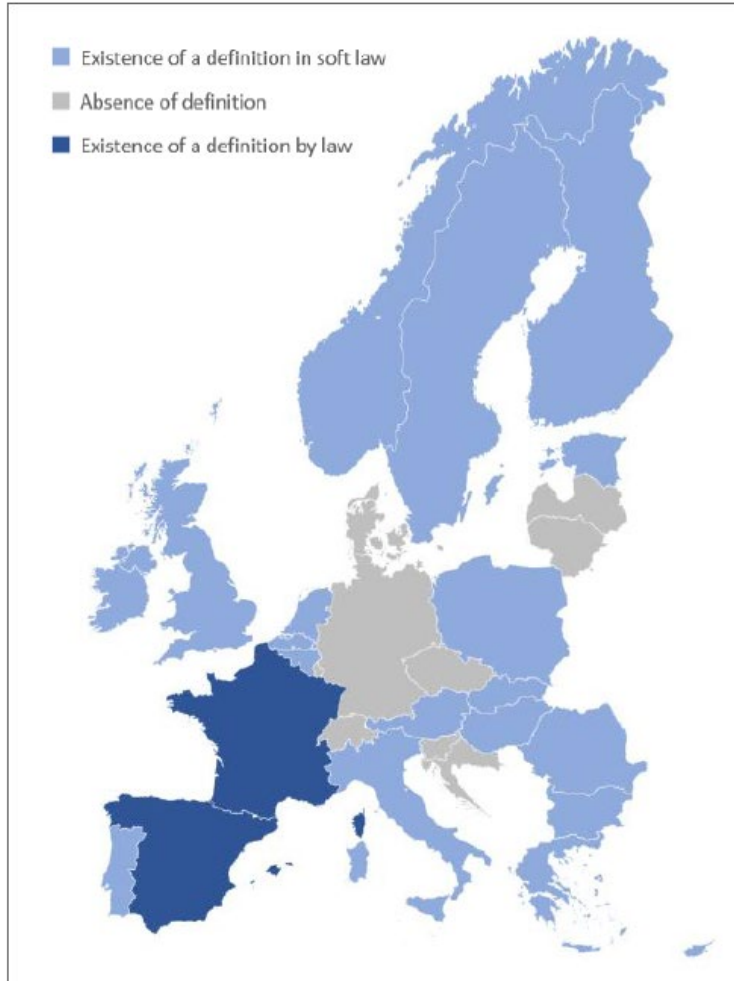 Existence of a definition in soft law
Absence of definition
Existence of a definition by law